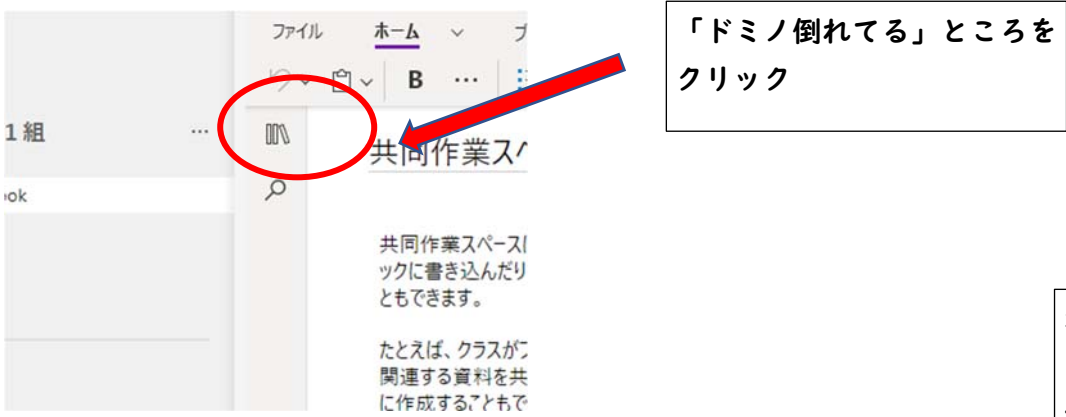 ファイル ホーム
B …
1組 …
共同作業スペ
ook
共同作業スペース
ックに書き込んだり
ともできます。
たとえば、クラスが
関連する資料を共
に作成することもで
「ドミノ倒れてる」ところを
クリック